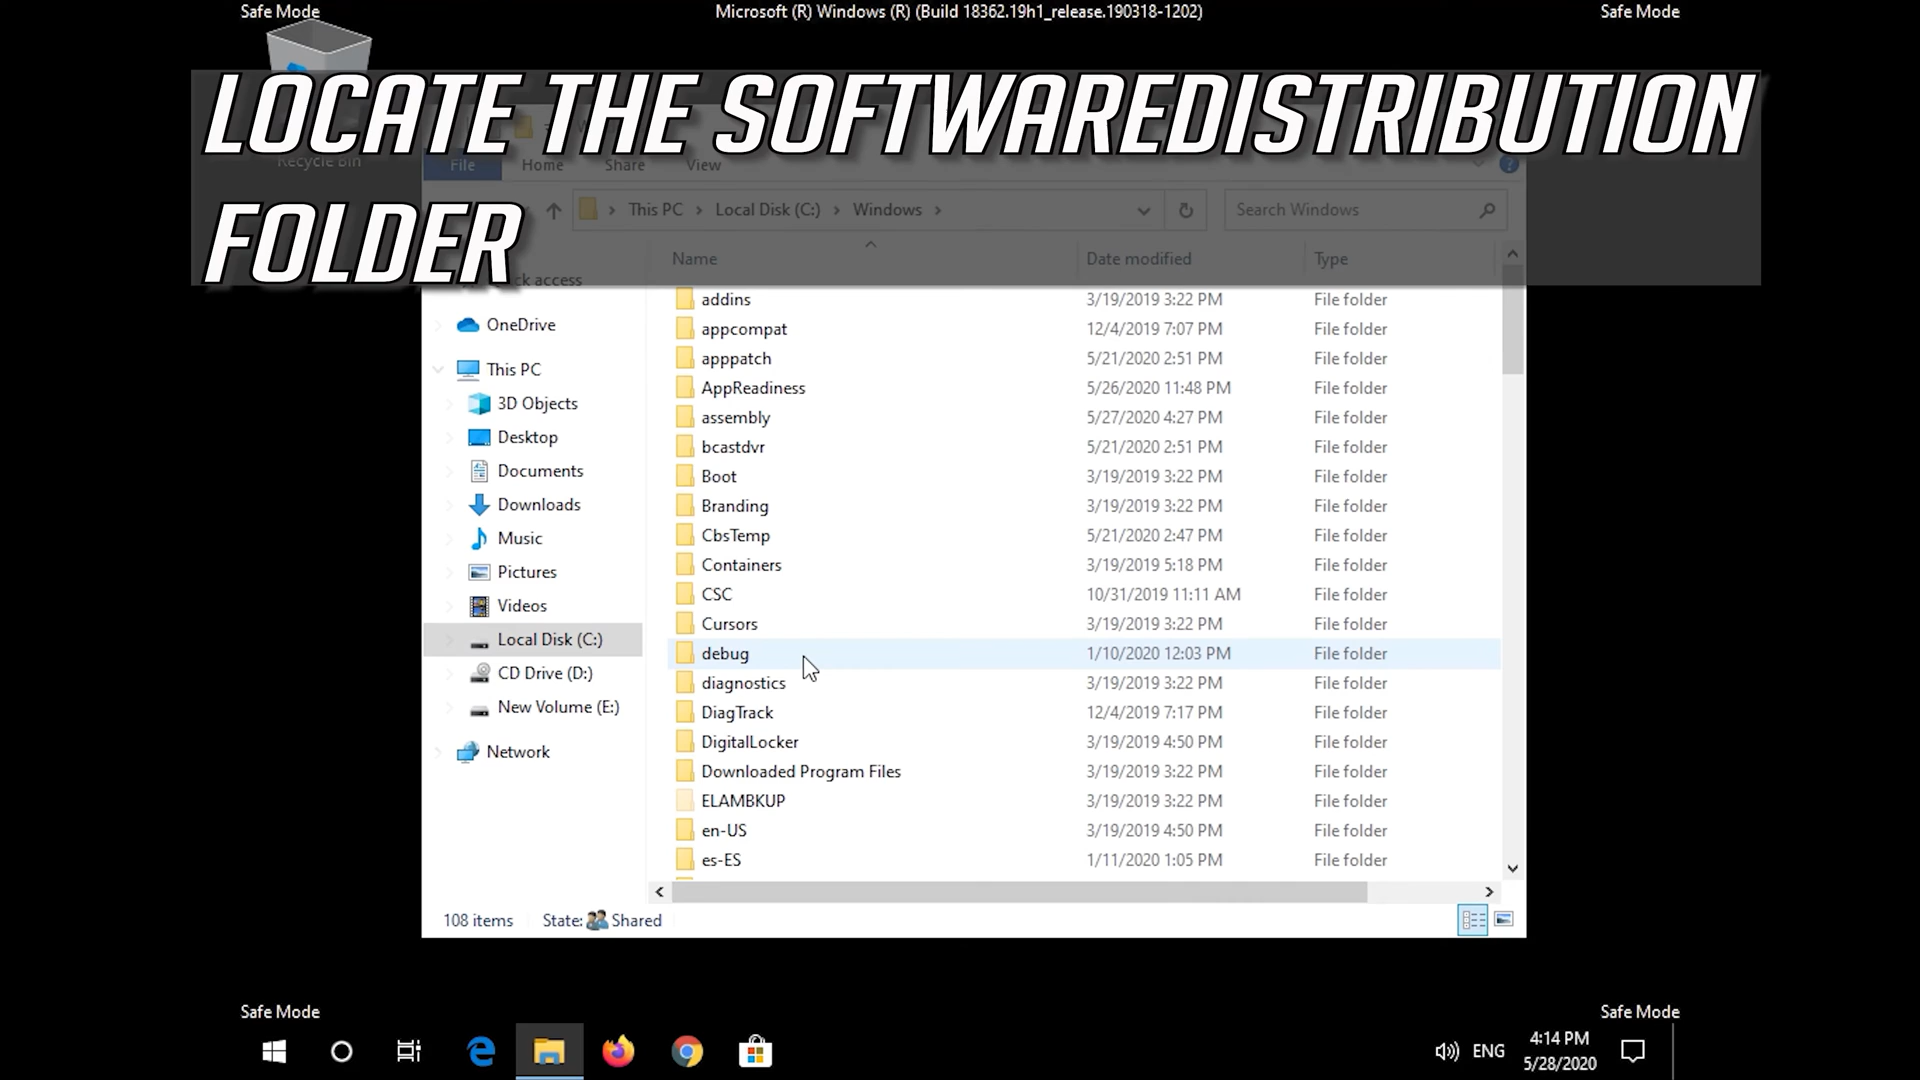 Safe Mode
Microsoft (R) Windows (R) (Build 18362.19h1_release.190318-1202)
Safe Mode
LOCATE THE SOFTWAREDISTRIBUTION
FOLDER
Recycle Bin
File
Home
Share
View
This PC
Local Disk (C:)
Windows
Search Windows
Name
Date modified
Type
ck access
OneDrive
This PC
3D Objects
Desktop
Documents
Downloads
Music
Pictures
Videos
Local Disk (C:)
CD Drive (D:)
New Volume (E:)
Network
addins 3/19/2019 3:22 PM File folder
appcompat 12/4/2019 7:07 PM File folder
apppatch 5/21/2020 2:51 PM File folder
AppReadiness 5/26/2020 11:48 PM File folder
assembly 5/27/2020 4:27 PM File folder
bcastdvr 5/21/2020 2:51 PM File folder
Boot 3/19/2019 3:22 PM File folder
Branding 3/19/2019 3:22 PM File folder
CbsTemp 5/21/2020 2:47 PM File folder
Containers 3/19/2019 5:18 PM File folder
CSC 10/31/2019 11:11 AM File folder
Cursors 3/19/2019 3:22 PM File folder
debug 1/10/2020 12:03 PM File folder
diagnostics 3/19/2019 3:22 PM File folder
DiagTrack 12/4/2019 7:17 PM File folder
DigitalLocker 3/19/2019 4:50 PM File folder
Downloaded Program Files 3/19/2019 3:22 PM File folder
ELAMBKUP 3/19/2019 3:22 PM File folder
en-US 3/19/2019 4:50 PM File folder
es-ES 1/11/2020 1:05 PM File folder
108 items
State: Shared
Safe Mode
Safe Mode
ENG
4:14 PM
5/28/2020